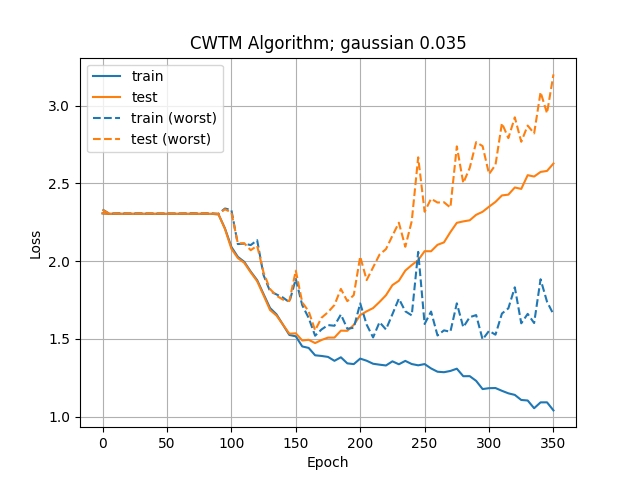 CWTM Algorithm; gaussian 0.035
train
test
train (worst)
test (worst)
3.0
2.5
2.0
1.5
1.0
Loss
0 50 100 150 200 250 300 350
Epoch